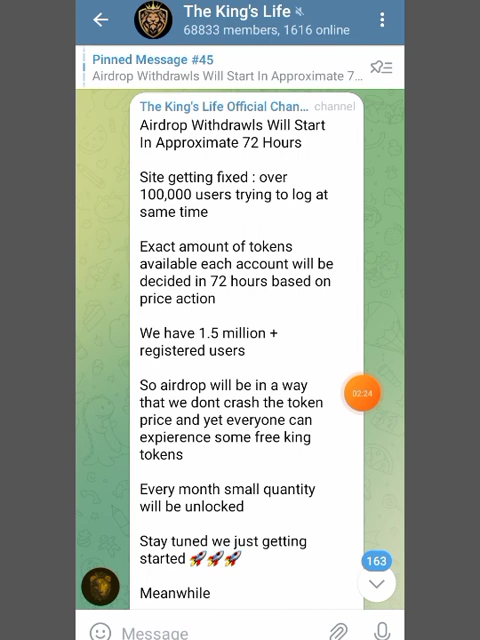 The King's Life
68833 members, 1616 online
Pinned Message #45
Airdrop Withdrawls Will Start In Approximate 7...
The King's Life Official Chan... channel
Airdrop Withdrawls Will Start
In Approximate 72 Hours
Site getting fixed : over
100,000 users trying to log at
same time
Exact amount of tokens
available each account will be
decided in 72 hours based on
price action
We have 1.5 million +
registered users
So airdrop will be in a way
that we dont crash the token
price and yet everyone can
expierence some free king
tokens
02:24
Every month small quantity
will be unlocked
Stay tuned we just getting
started 🚀🚀🚀
163
Meanwhile
Message